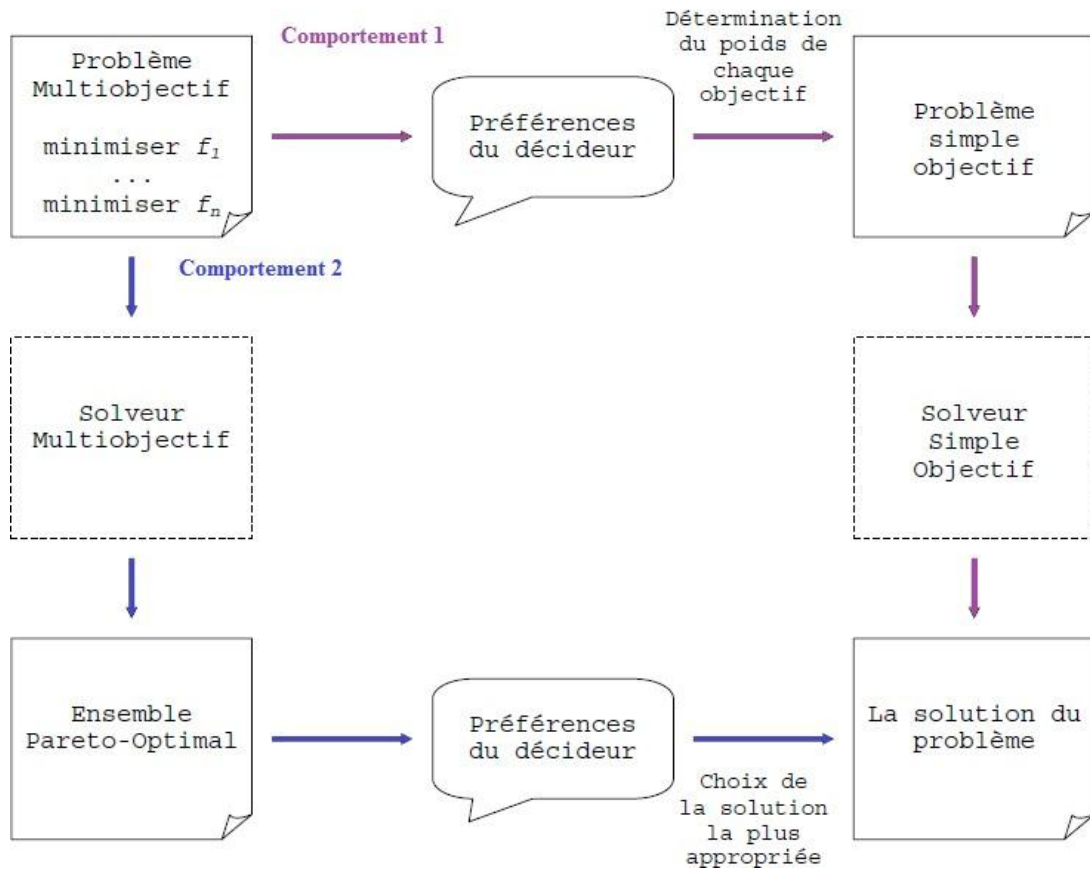 Problème
Multiobjectif
minimiser f1
...
minimiser fn
Comportement 1
Préférences
du décideur
Détermination
du poids de
chaque
objectif
Problème
simple
objectif
Comportement 2
Solveur
Multiobjectif
Solveur
Simple
Objectif
Ensemble
Pareto-Optimal
Préférences
du décideur
Choix de
la solution
la plus
appropriée
La solution du
problème